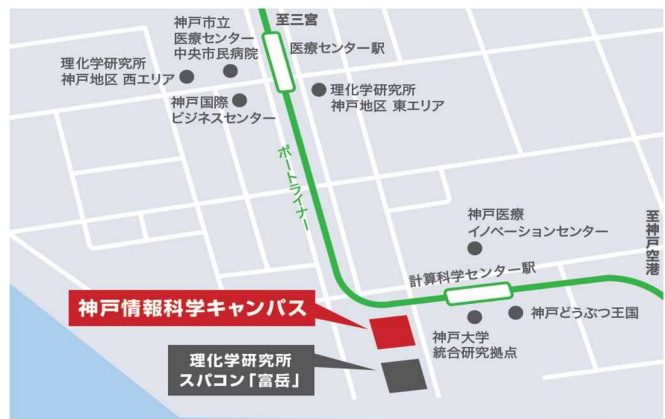 至三宮
神戸市立
医療センター
中央市民病院
医療センター駅
理化学研究所
神戸地区 西エリア
神戸国際
ビジネスセンター
理化学研究所
神戸地区 東エリア
ポートライナー
神戸医療
イノベーションセンター
至神戸空港
計算科学センター駅
神戸情報科学キャンパス
神戸どうぶつ王国
神戸大学
統合研究拠点
理化学研究所
スパコン「富岳」